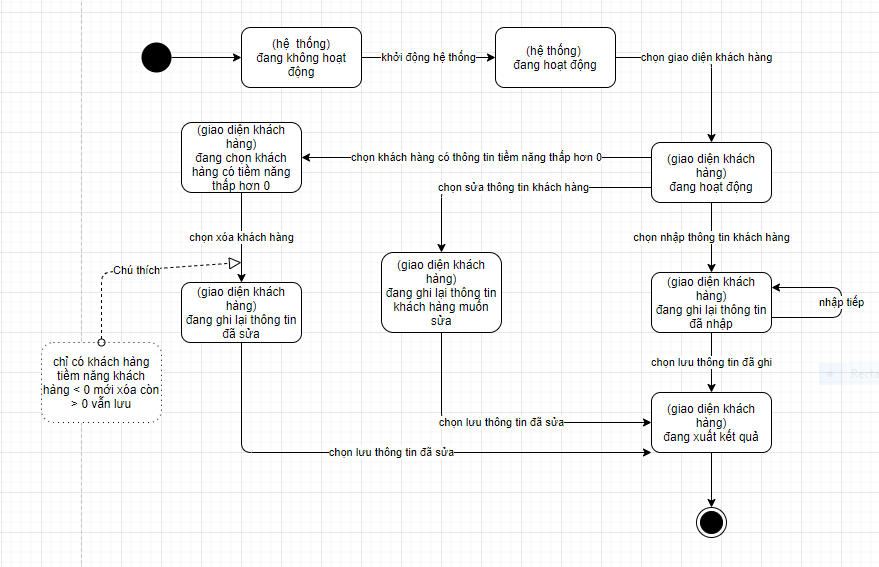 (hệ thống)
đang không hoạt
động
khởi động hệ thống
(hệ thống)
đang hoạt động
chọn giao diện khách hàng
(giao diện khách
hàng)
đang chọn khách
hàng có tiềm năng
thấp hơn 0
chọn khách hàng có thông tin tiềm năng thấp hơn 0
(giao diện khách
hàng)
đang hoạt động
chọn sửa thông tin khách hàng
chọn xóa khách hàng
chọn nhập thông tin khách hàng
Chú thích
(giao diện khách
hàng)
đang ghi lại thông tin
đã sửa
(giao diện khách
hàng)
đang ghi lại thông tin
khách hàng muốn
sửa
(giao diện khách
hàng)
đang ghi lại thông tin
đã nhập
nhập tiếp
chỉ có khách hàng
tiềm năng khách
hàng < 0 mới xóa còn
> 0 vẫn lưu
chọn lưu thông tin đã ghi
chọn lưu thông tin đã sửa
(giao diện khách
hàng)
đang xuất kết quả
chọn lưu thông tin đã sửa